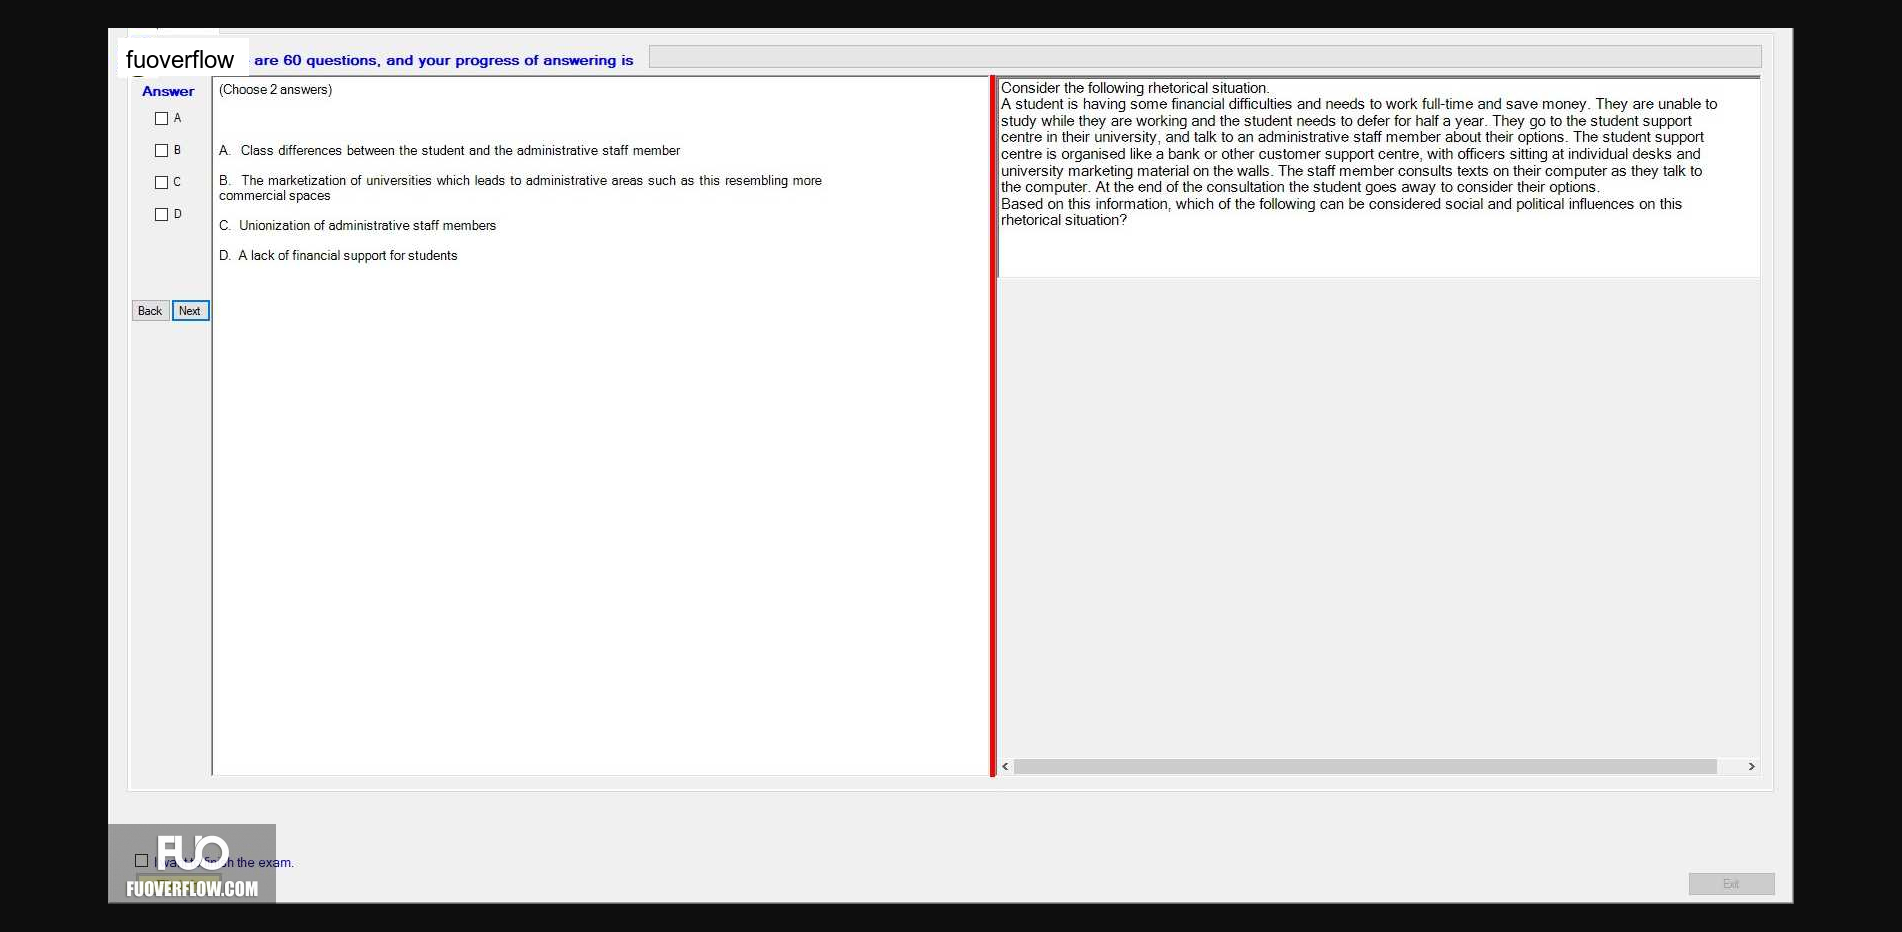 fuoverflow are 60 questions, and your progress of answering is
Answer
A
B
C
D
Back Next
(Choose 2 answers)
A. Class differences between the student and the administrative staff member
B. The marketization of universities which leads to administrative areas such as this resembling more
commercial spaces
C. Unionization of administrative staff members
D. A lack of financial support for students
Consider the following rhetorical situation.
A student is having some financial difficulties and needs to work full-time and save money. They are unable to
study while they are working and the student needs to defer for half a year. They go to the student support
centre in their university, and talk to an administrative staff member about their options. The student support
centre is organised like a bank or other customer support centre, with officers sitting at individual desks and
university marketing material on the walls. The staff member consults texts on their computer as they talk to
the computer. At the end of the consultation the student goes away to consider their options.
Based on this information, which of the following can be considered social and political influences on this
rhetorical situation?
FUO
I want to finish the exam.
FUOVERFLOW.COM
Exit